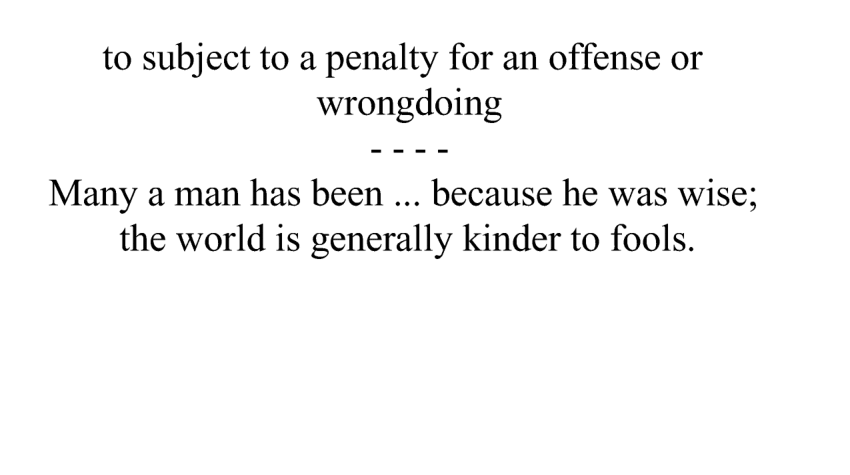 to subject to a penalty for an offense or
wrongdoing
- - - -
Many a man has been ... because he was wise;
the world is generally kinder to fools.